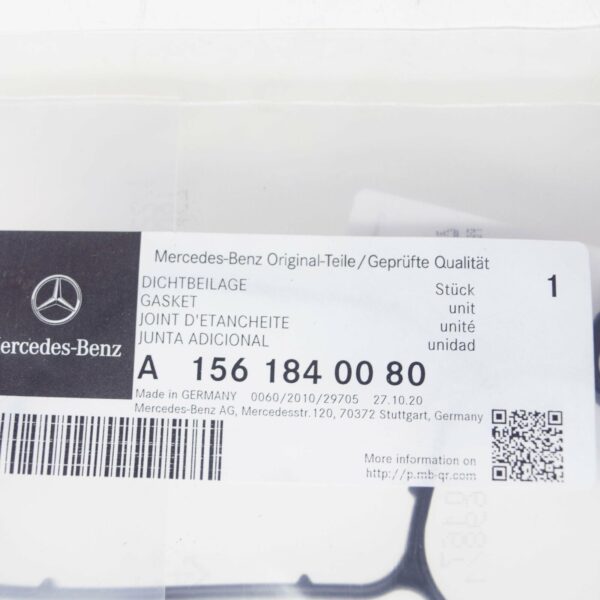 Mercedes-Benz Original-Teile/Geprüfte Qualität
DICHTBEILAGE Stück 1
GASKET unit
JOINT D'ETANCHEITE unité
JUNTA ADICIONAL unidad
Mercedes-Benz
A 156 184 00 80
Made in GERMANY 0060/2010/29705 27.10.20
Mercedes-Benz AG, Mercedesstr.120, 70372 Stuttgart, Germany
More information on
http://p.mb-qr.com